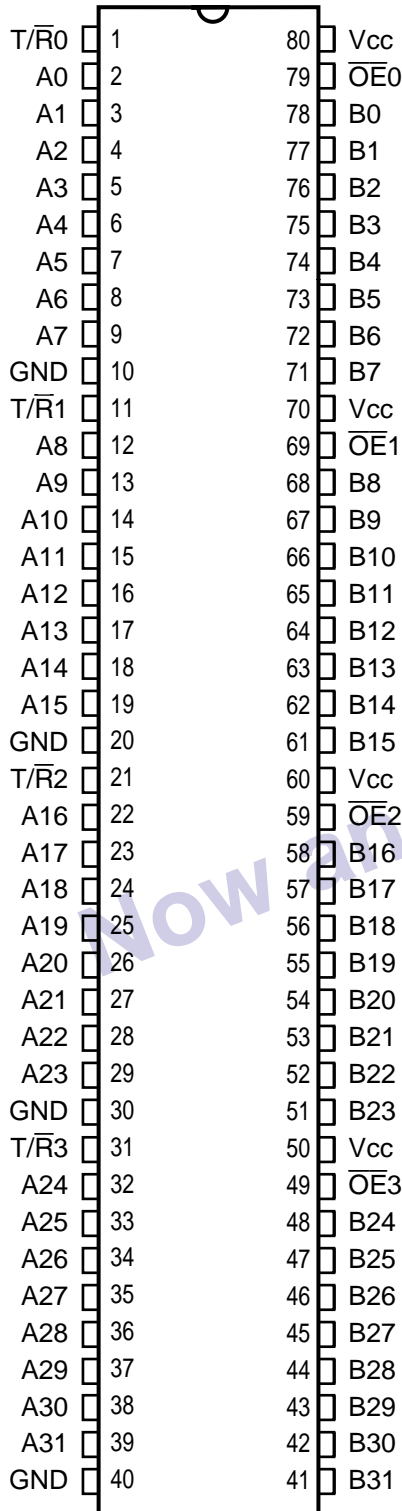 T/R̅0 1 80 Vcc
A0 2 79 O̅E̅0
A1 3 78 B0
A2 4 77 B1
A3 5 76 B2
A4 6 75 B3
A5 7 74 B4
A6 8 73 B5
A7 9 72 B6
GND 10 71 B7
T/R̅1 11 70 Vcc
A8 12 69 O̅E̅1
A9 13 68 B8
A10 14 67 B9
A11 15 66 B10
A12 16 65 B11
A13 17 64 B12
A14 18 63 B13
A15 19 62 B14
GND 20 61 B15
T/R̅2 21 60 Vcc
A16 22 59 O̅E̅2
A17 23 58 B16
A18 24 57 B17
A19 25 56 B18
A20 26 55 B19
A21 27 54 B20
A22 28 53 B21
A23 29 52 B22
GND 30 51 B23
T/R̅3 31 50 Vcc
A24 32 49 O̅E̅3
A25 33 48 B24
A26 34 47 B25
A27 35 46 B26
A28 36 45 B27
A29 37 44 B28
A30 38 43 B29
A31 39 42 B30
GND 40 41 B31
Now an